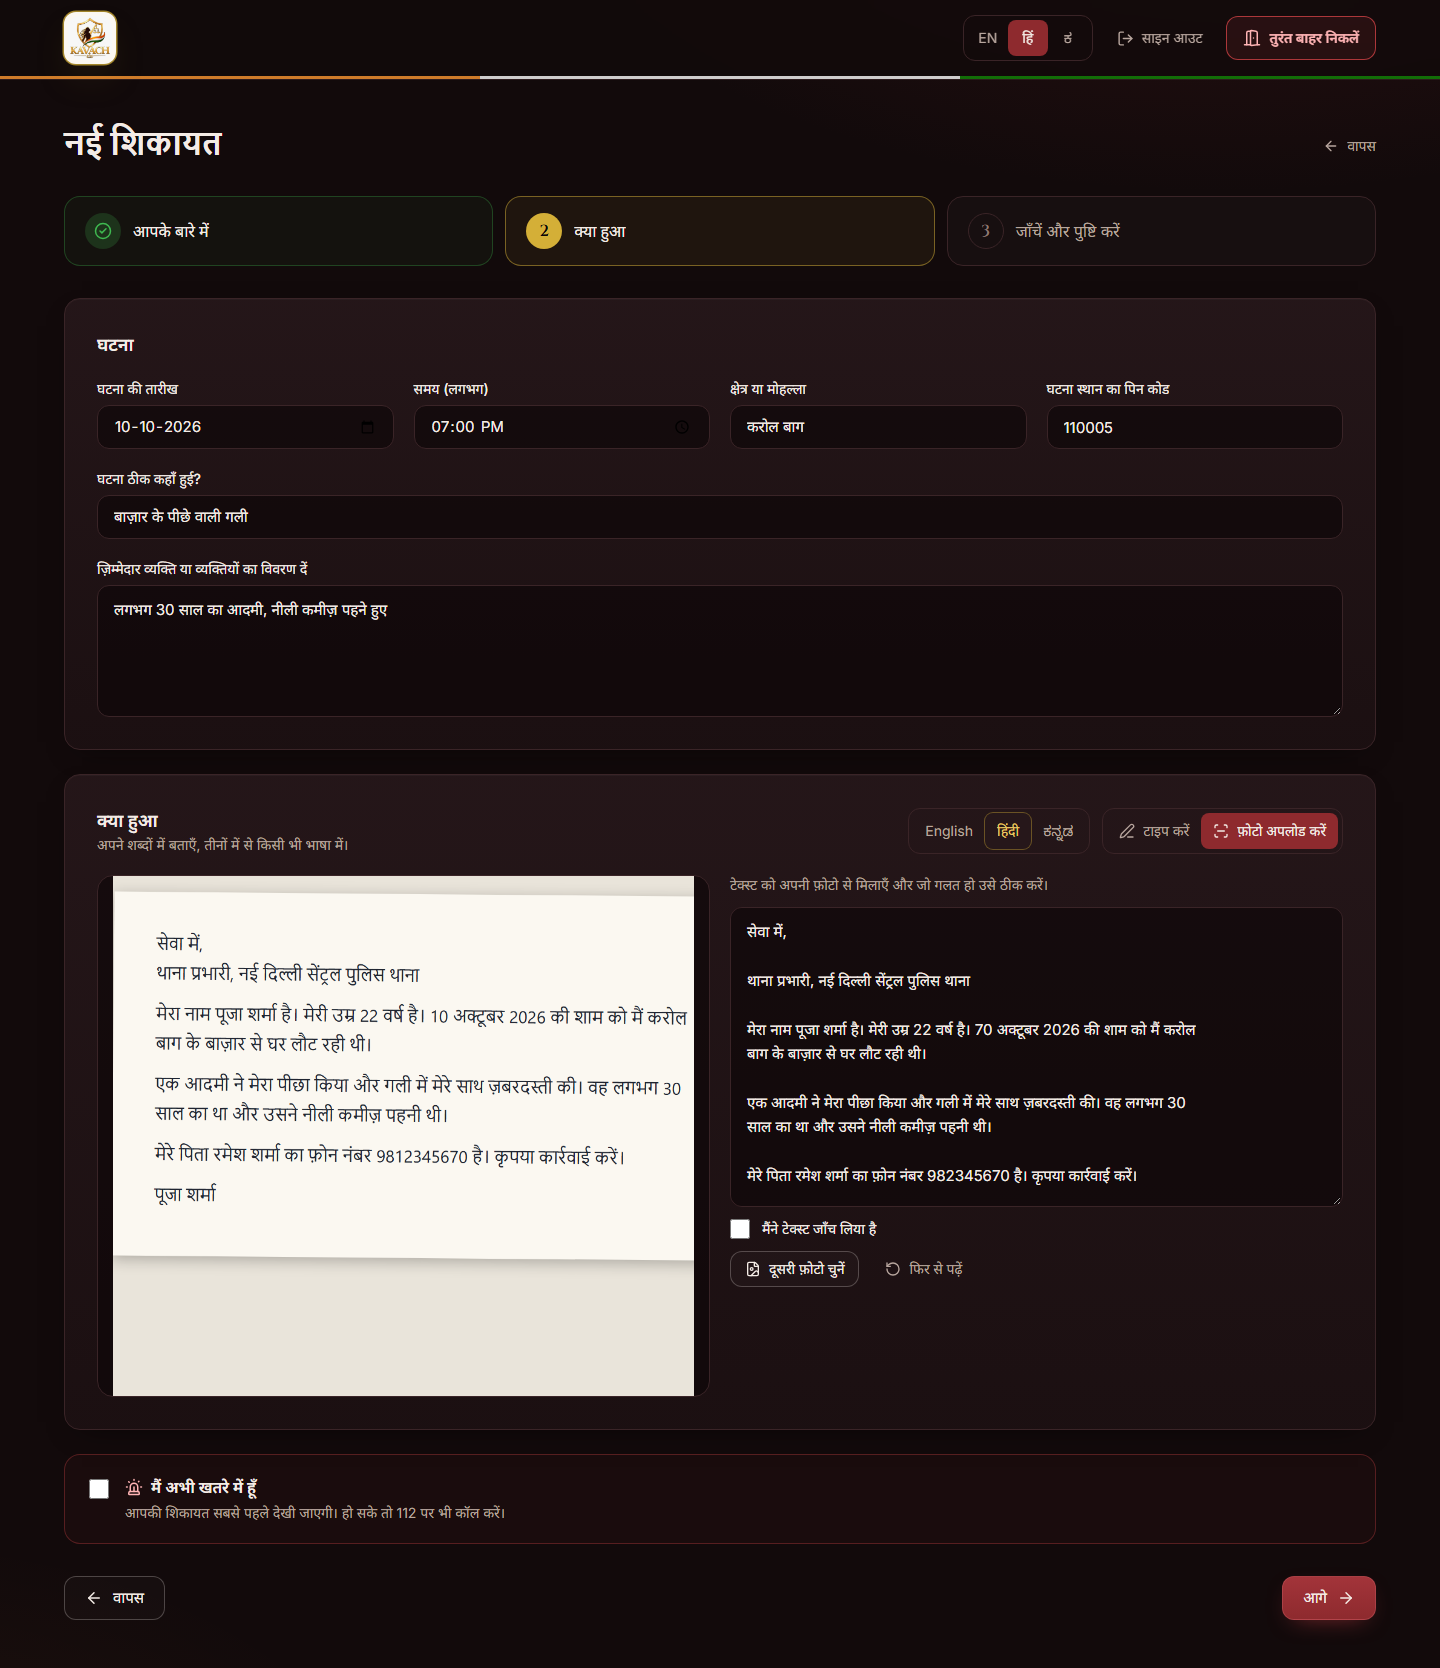 KAVACH
EN हिं ಕ साइन आउट तुरंत बाहर निकलें
नई शिकायत
वापस
आपके बारे में
2 क्या हुआ
3 जाँचें और पुष्टि करें
घटना
घटना की तारीख
10-10-2026
समय (लगभग)
07:00 PM
क्षेत्र या मोहल्ला
करोल बाग
घटना स्थान का पिन कोड
110005
घटना ठीक कहाँ हुई?
बाज़ार के पीछे वाली गली
ज़िम्मेदार व्यक्ति या व्यक्तियों का विवरण दें
लगभग 30 साल का आदमी, नीली कमीज़ पहने हुए
क्या हुआ
अपने शब्दों में बताएँ, तीनों में से किसी भी भाषा में।
English हिंदी ಕನ್ನಡ टाइप करें फ़ोटो अपलोड करें
सेवा में,
थाना प्रभारी, नई दिल्ली सेंट्रल पुलिस थाना
मेरा नाम पूजा शर्मा है। मेरी उम्र 22 वर्ष है। 10 अक्टूबर 2026 की शाम को मैं करोल
बाग के बाज़ार से घर लौट रही थी।
एक आदमी ने मेरा पीछा किया और गली में मेरे साथ ज़बरदस्ती की। वह लगभग 30
साल का था और उसने नीली कमीज़ पहनी थी।
मेरे पिता रमेश शर्मा का फ़ोन नंबर 9812345670 है। कृपया कार्रवाई करें।
पूजा शर्मा
टेक्स्ट को अपनी फ़ोटो से मिलाएँ और जो गलत हो उसे ठीक करें।
सेवा में,
थाना प्रभारी, नई दिल्ली सेंट्रल पुलिस थाना
मेरा नाम पूजा शर्मा है। मेरी उम्र 22 वर्ष है। 70 अक्टूबर 2026 की शाम को मैं करोल
बाग के बाज़ार से घर लौट रही थी।
एक आदमी ने मेरा पीछा किया और गली में मेरे साथ ज़बरदस्ती की। वह लगभग 30
साल का था और उसने नीली कमीज़ पहनी थी।
मेरे पिता रमेश शर्मा का फ़ोन नंबर 982345670 है। कृपया कार्रवाई करें।
मैंने टेक्स्ट जाँच लिया है
दूसरी फ़ोटो चुनें फिर से पढ़ें
मैं अभी खतरे में हूँ
आपकी शिकायत सबसे पहले देखी जाएगी। हो सके तो 112 पर भी कॉल करें।
वापस
आगे